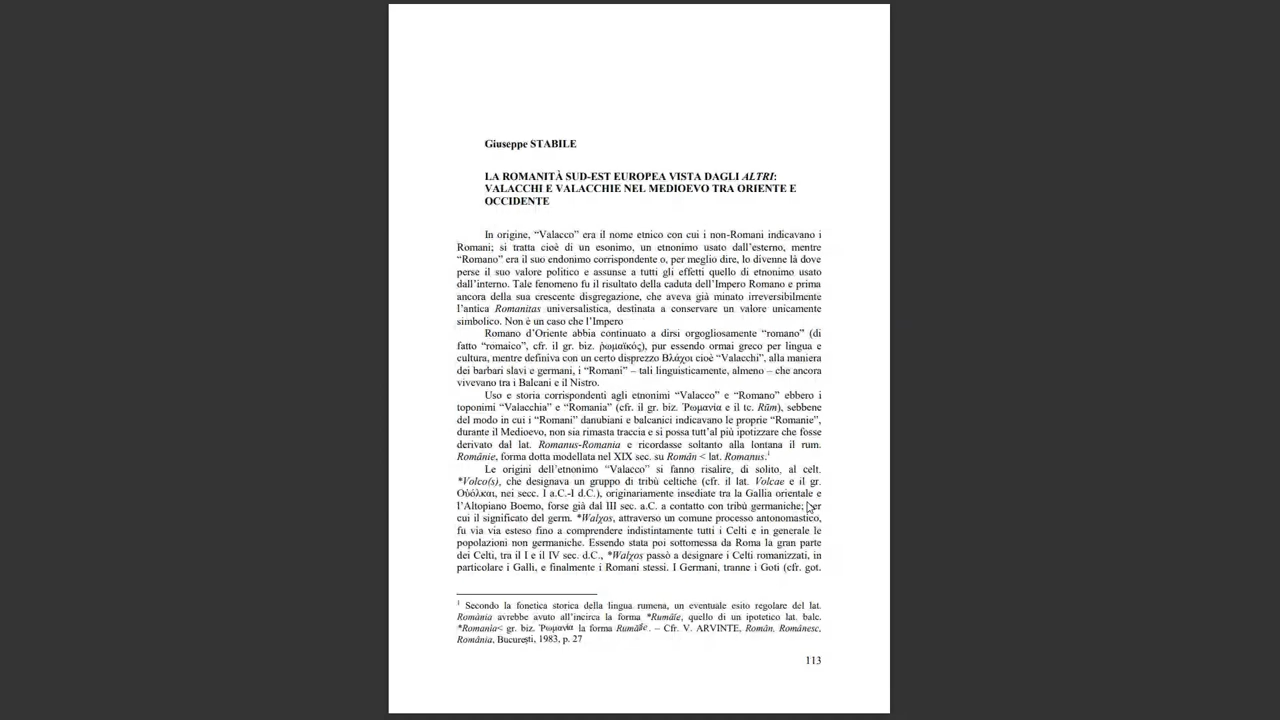 Giuseppe STABILE
LA ROMANITÀ SUD-EST EUROPEA VISTA DAGLI ALTRI:
VALACCHI E VALACCHIE NEL MEDIOEVO TRA ORIENTE E
OCCIDENTE
In origine, “Valacco” era il nome etnico con cui i non-Romani indicavano i
Romani; si tratta cioè di un esonimo, un etnonimo usato dall’esterno, mentre
“Romano” era il suo endonimo corrispondente o, per meglio dire, lo divenne là dove
perse il suo valore politico e assunse a tutti gli effetti quello di etnonimo usato
dall’interno. Tale fenomeno fu il risultato della caduta dell’Impero Romano e prima
ancora della sua crescente disgregazione, che aveva già minato irreversibilmente
l’antica Romanitas universalistica, destinata a conservare un valore unicamente
simbolico. Non è un caso che l’Impero
Romano d’Oriente abbia continuato a dirsi orgogliosamente “romano” (di
fatto “romaico”, cfr. il gr. biz. ῥωμαϊκός), pur essendo ormai greco per lingua e
cultura, mentre definiva con un certo disprezzo Βλάχοι cioè “Valacchi”, alla maniera
dei barbari slavi e germani, i “Romani” – tali linguisticamente, almeno – che ancora
vivevano tra i Balcani e il Nistro.
Uso e storia corrispondenti agli etnonimi “Valacco” e “Romano” ebbero i
toponimi “Valacchia” e “Romania” (cfr. il gr. biz. Ῥωμανία e il tc. Rūm), sebbene
del modo in cui i “Romani” danubiani e balcanici indicavano le proprie “Romanie”,
durante il Medioevo, non sia rimasta traccia e si possa tutt’al più ipotizzare che fosse
derivato dal lat. Romanus-Romania e ricordasse soltanto alla lontana il rum.
Românie, forma dotta modellata nel XIX sec. su Român < lat. Romanus.1
Le origini dell’etnonimo “Valacco” si fanno risalire, di solito, al celt.
*Volco(s), che designava un gruppo di tribù celtiche (cfr. il lat. Volcae e il gr.
Οὐόλκαι, nei secc. I a.C.-I d.C.), originariamente insediate tra la Gallia orientale e
l’Altopiano Boemo, forse già dal III sec. a.C. a contatto con tribù germaniche; per
cui il significato del germ. *Walχos, attraverso un comune processo antonomastico,
fu via via esteso fino a comprendere indistintamente tutti i Celti e in generale le
popolazioni non germaniche. Essendo stata poi sottomessa da Roma la gran parte
dei Celti, tra il I e il IV sec. d.C., *Walχos passò a designare i Celti romanizzati, in
particolare i Galli, e finalmente i Romani stessi. I Germani, tranne i Goti (cfr. got.
1 Secondo la fonetica storica della lingua rumena, un eventuale esito regolare del lat.
Romània avrebbe avuto all’incirca la forma *Rumâie, quello di un ipotetico lat. balc.
*Romanìa< gr. biz. Ῥωμανία la forma – Cfr. V. ARVINTE, Român, Românesc,
România, București, 1983, p. 27
113